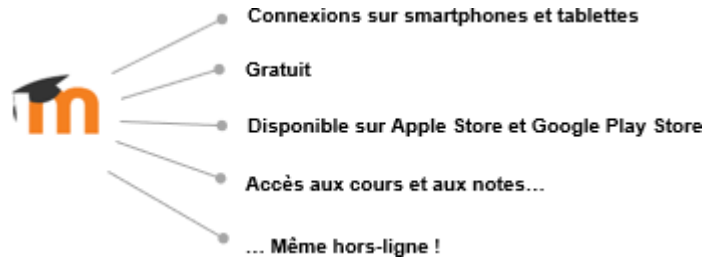 m
Connexions sur smartphones et tablettes
Gratuit
Disponible sur Apple Store et Google Play Store
Accès aux cours et aux notes...
... Même hors-ligne !